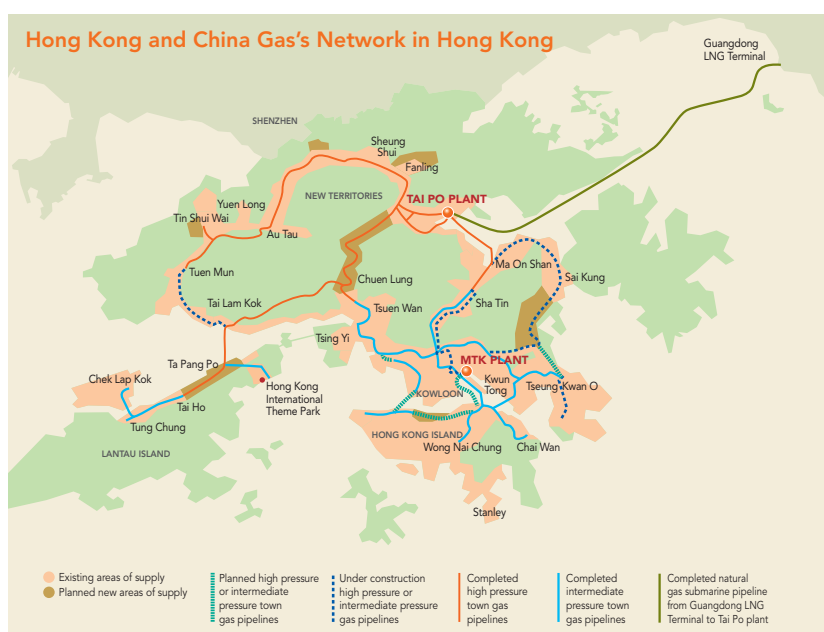 Hong Kong and China Gas's Network in Hong Kong
Guangdong
LNG Terminal
SHENZHEN
Sheung
Shui
Fanling
NEW TERRITORIES
TAI PO PLANT
Yuen Long
Tin Shui Wai
Au Tau
Ma On Shan
Tuen Mun
Chuen Lung
Sai Kung
Tai Lam Kok
Tsuen Wan
Sha Tin
Tsing Yi
MTK PLANT
Ta Pang Po
Chek Lap Kok
Hong Kong
International
Theme Park
Kwun
Tong
Tseung Kwan O
KOWLOON
Tai Ho
Tung Chung
HONG KONG ISLAND
Wong Nai Chung
Chai Wan
LANTAU ISLAND
Stanley
Existing areas of supply
Planned new areas of supply
Planned high pressure
or intermediate
pressure town
gas pipelines
Under construction
high pressure or
intermediate pressure
gas pipelines
Completed
high pressure
town gas
pipelines
Completed
intermediate
pressure town
gas pipelines
Completed natural
gas submarine pipeline
from Guangdong LNG
Terminal to Tai Po plant